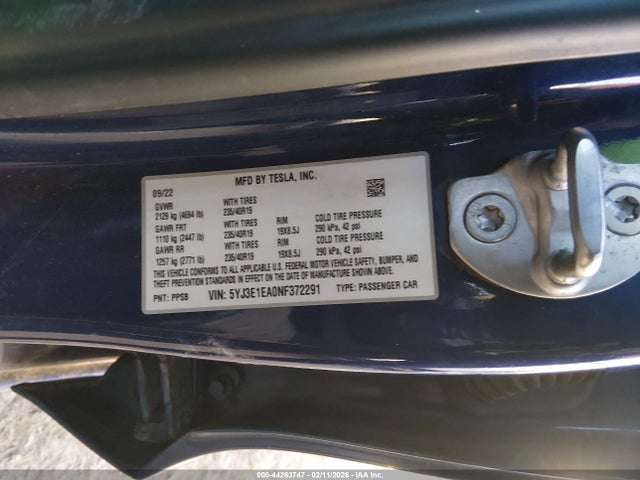 MFD BY TESLA, INC.
09/22
GVWR WITH TIRES
2129 kg (4694 lb) 235/40R19
GAWR FRT WITH TIRES RIM COLD TIRE PRESSURE
1110 kg (2447 lb) 235/40R19 19X8.5J 290 kPa, 42 psi
GAWR RR WITH TIRES RIM COLD TIRE PRESSURE
1257 kg (2771 lb) 235/40R19 19X8.5J 290 kPa, 42 psi
THIS VEHICLE CONFORMS TO ALL APPLICABLE U.S. FEDERAL MOTOR VEHICLE SAFETY, BUMPER, AND
THEFT PREVENTION STANDARDS IN EFFECT ON THE DATE OF MANUFACTURE SHOWN ABOVE.
PNT: PPSB VIN: 5YJ3E1EA0NF372291 TYPE: PASSENGER CAR
000-44263747 - 02/11/2026 - IAA Inc.